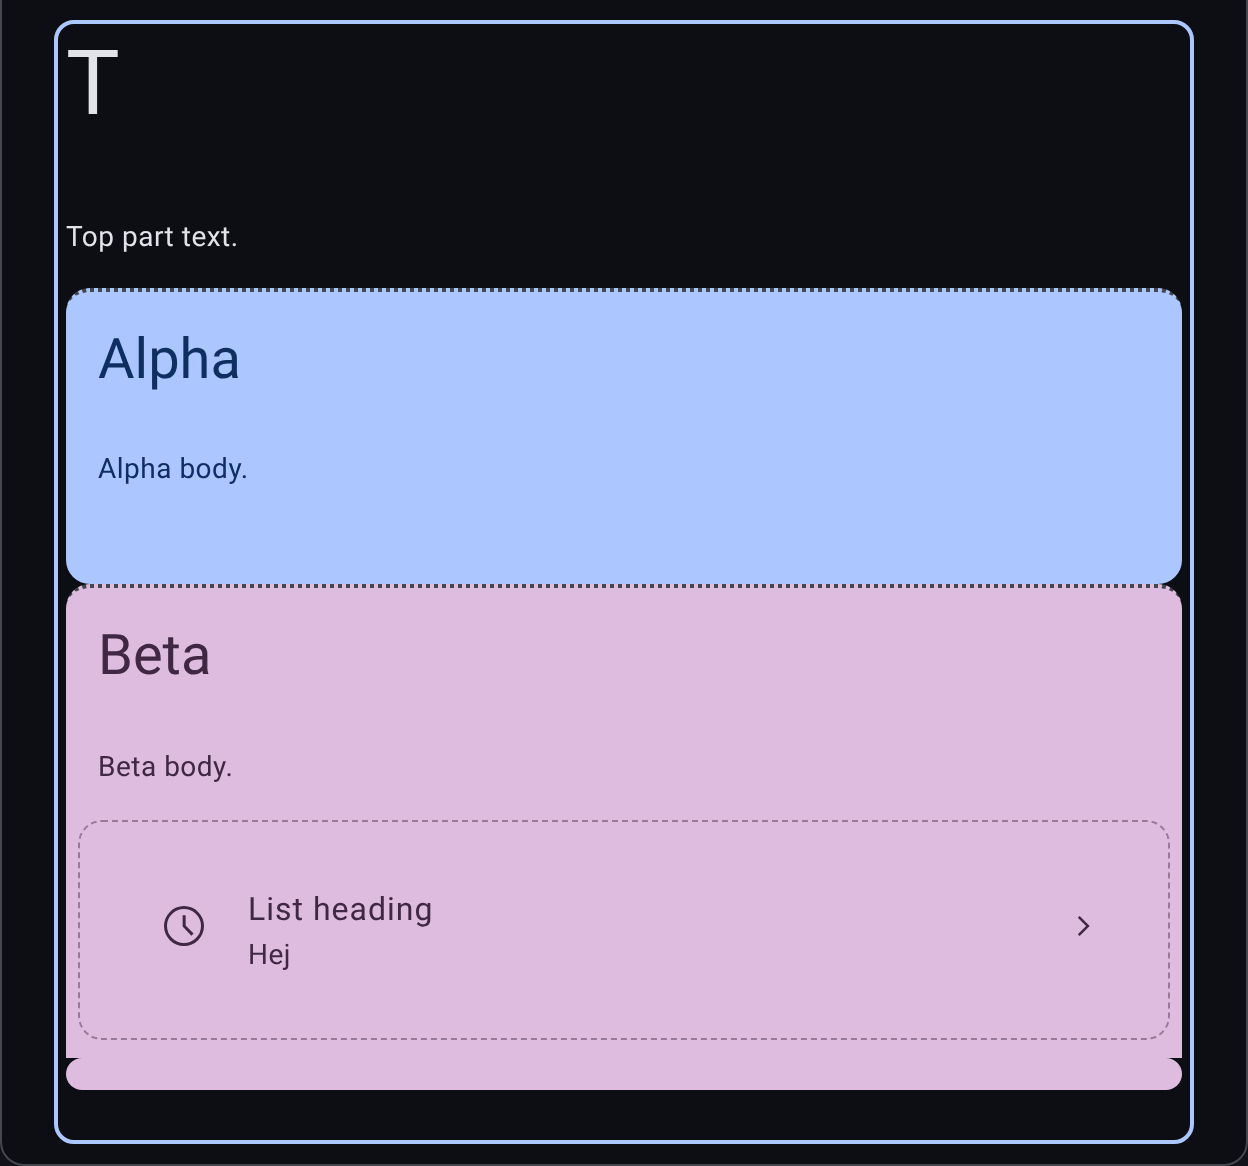 T
Top part text.
Alpha
Alpha body.
Beta
Beta body.
List heading
Hej